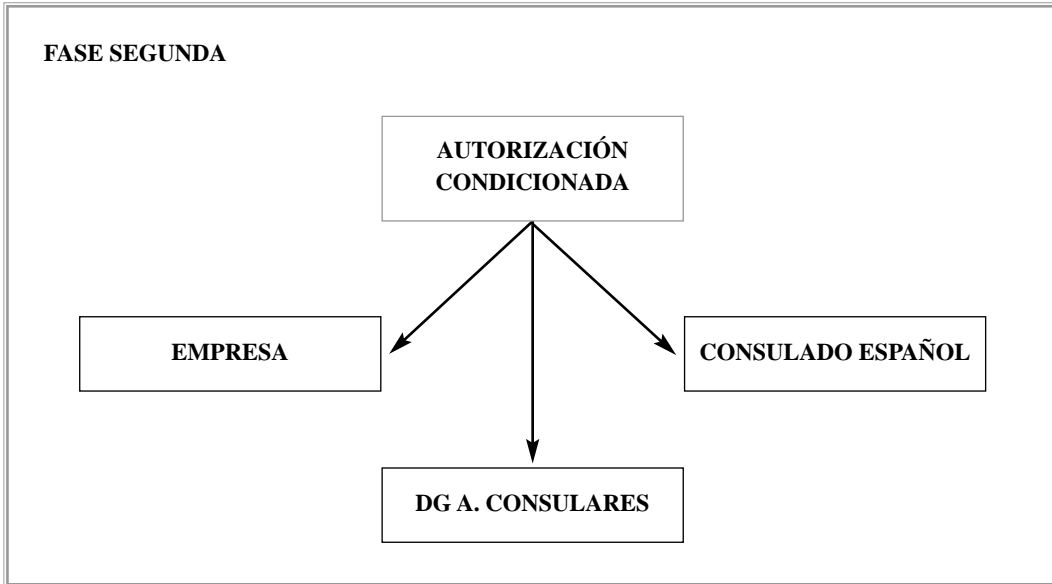 FASE SEGUNDA
AUTORIZACIÓN
CONDICIONADA
EMPRESA
CONSULADO ESPAÑOL
DG A. CONSULARES